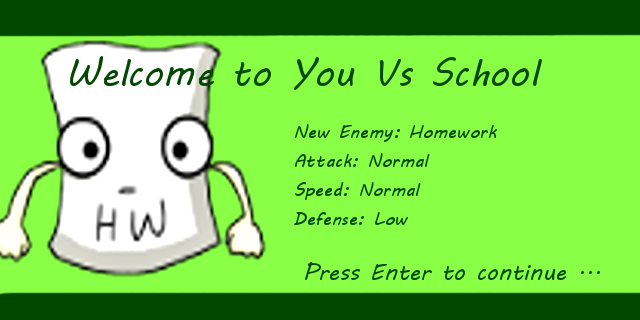 Welcome to You Vs School
New Enemy: Homework
Attack: Normal
Speed: Normal
Defense: Low
HW
Press Enter to continue ...